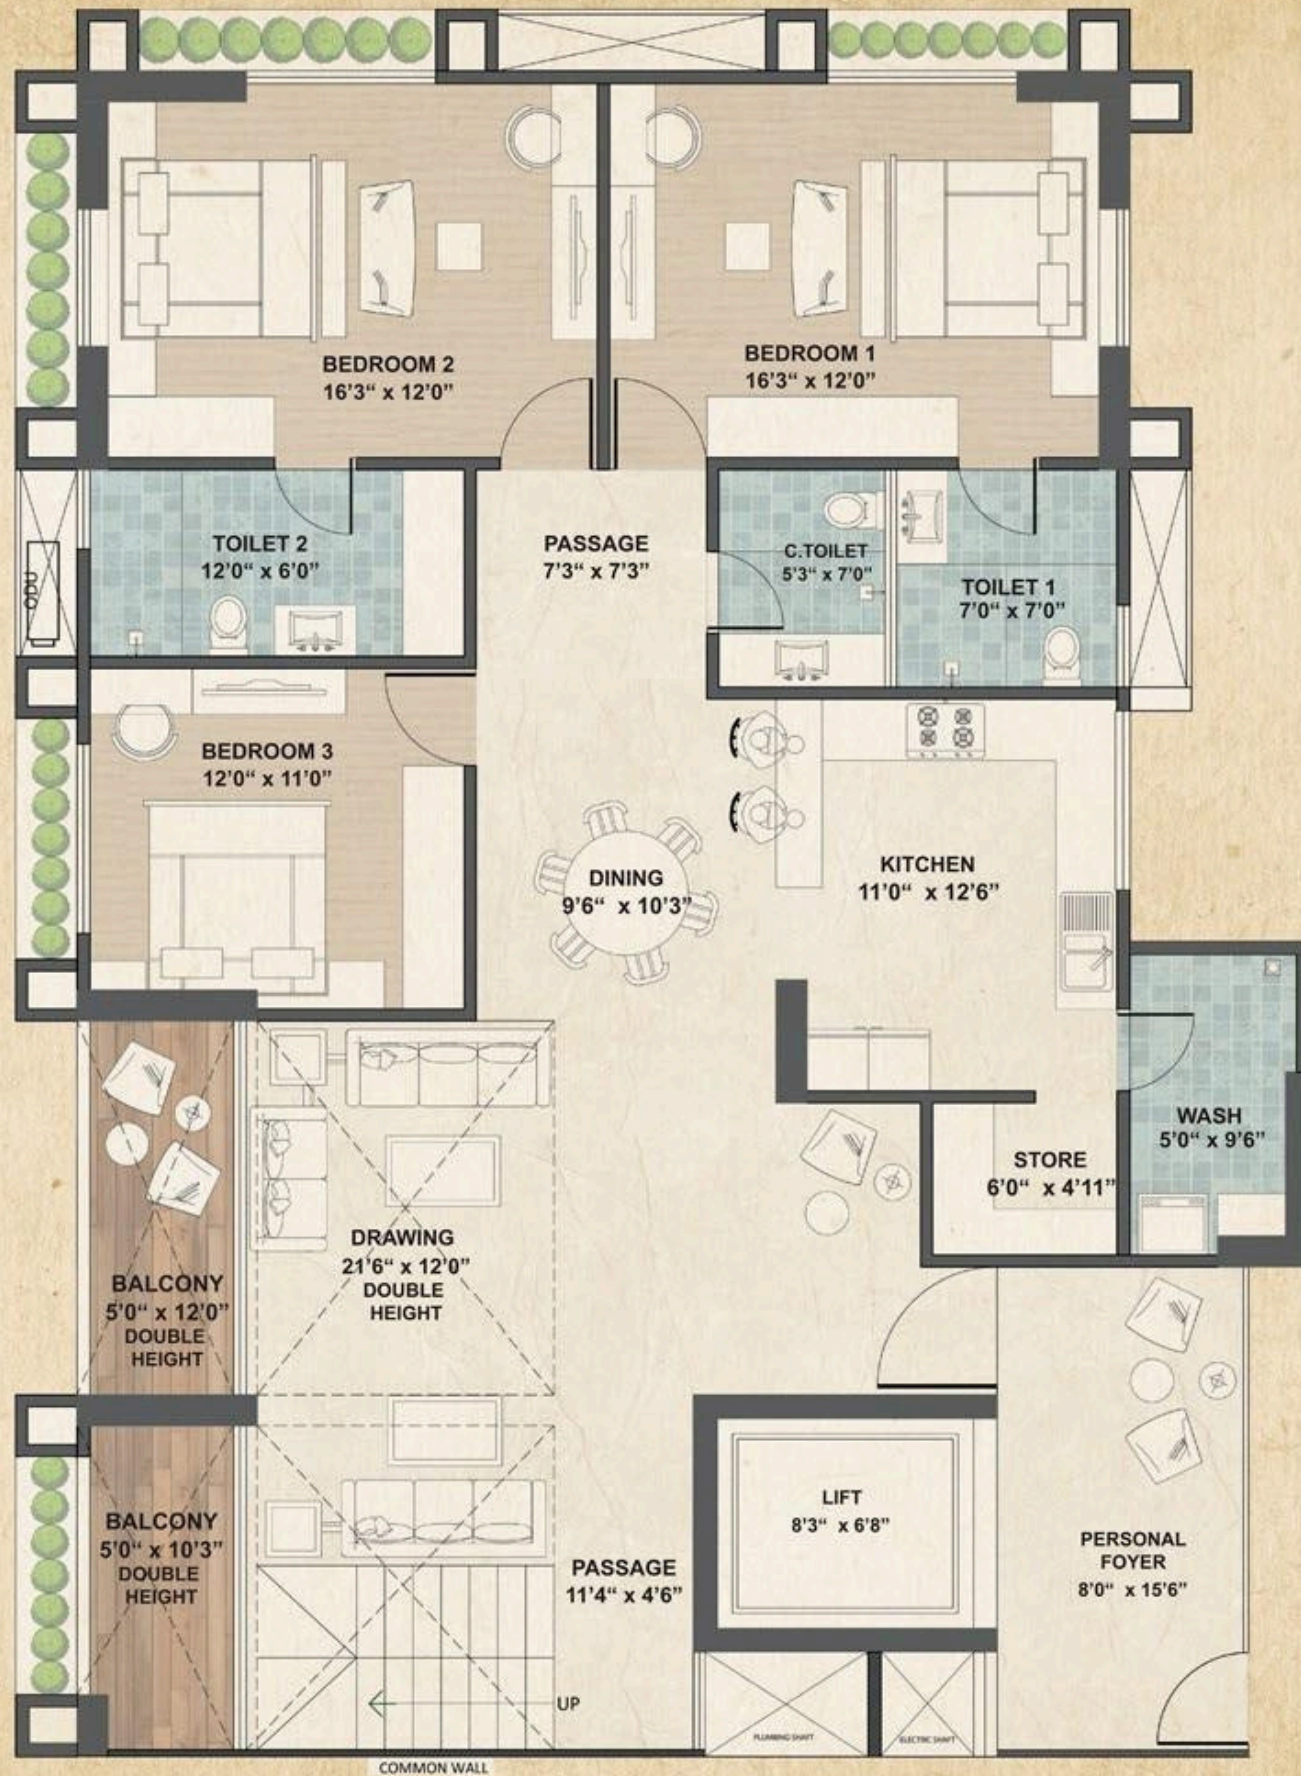 BEDROOM 2
16'3“ x 12'0”
BEDROOM 1
16'3“ x 12'0”
ODU
TOILET 2
12'0“ x 6'0”
PASSAGE
7'3“ x 7'3”
C.TOILET
5'3“ x 7'0”
TOILET 1
7'0“ x 7'0”
BEDROOM 3
12'0“ x 11'0”
DINING
9'6“ x 10'3”
KITCHEN
11'0“ x 12'6”
WASH
5'0“ x 9'6”
STORE
6'0“ x 4'11”
DRAWING
21'6“ x 12'0”
DOUBLE
HEIGHT
BALCONY
5'0“ x 12'0”
DOUBLE
HEIGHT
BALCONY
5'0“ x 10'3”
DOUBLE
HEIGHT
LIFT
8'3“ x 6'8”
PERSONAL
FOYER
8'0“ x 15'6”
PASSAGE
11'4“ x 4'6”
UP
PLUMBING SHAFT
ELECTRIC SHAFT
COMMON WALL